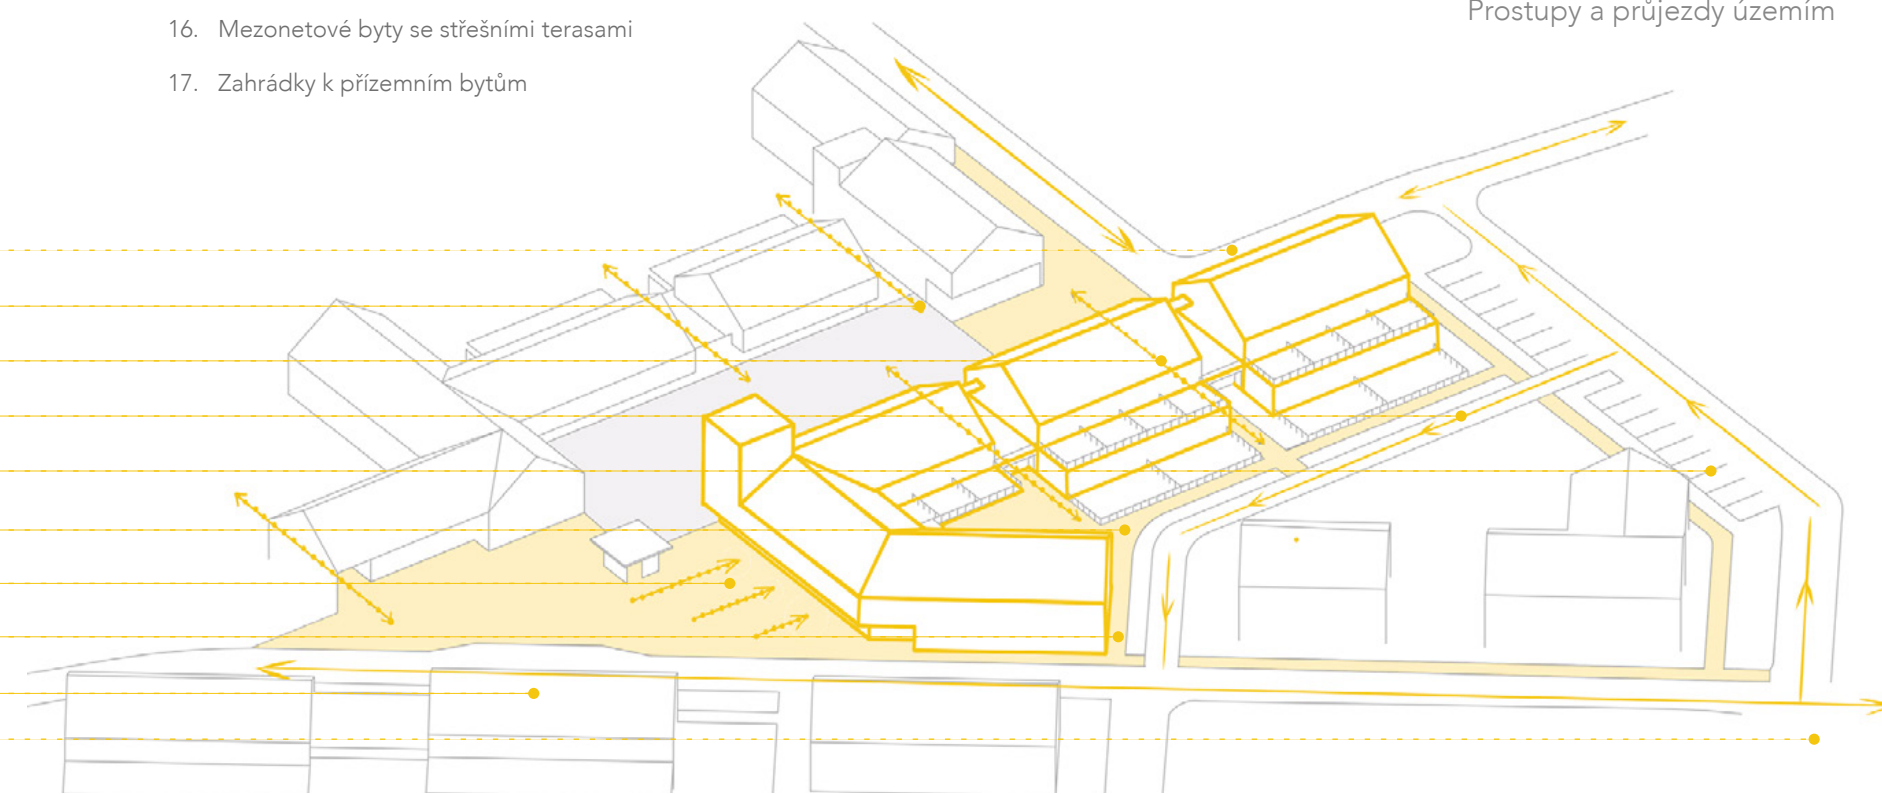 Prostupy a průjezdy územím
16. Mezonetové byty se střešními terasami
17. Zahrádky k přízemním bytům